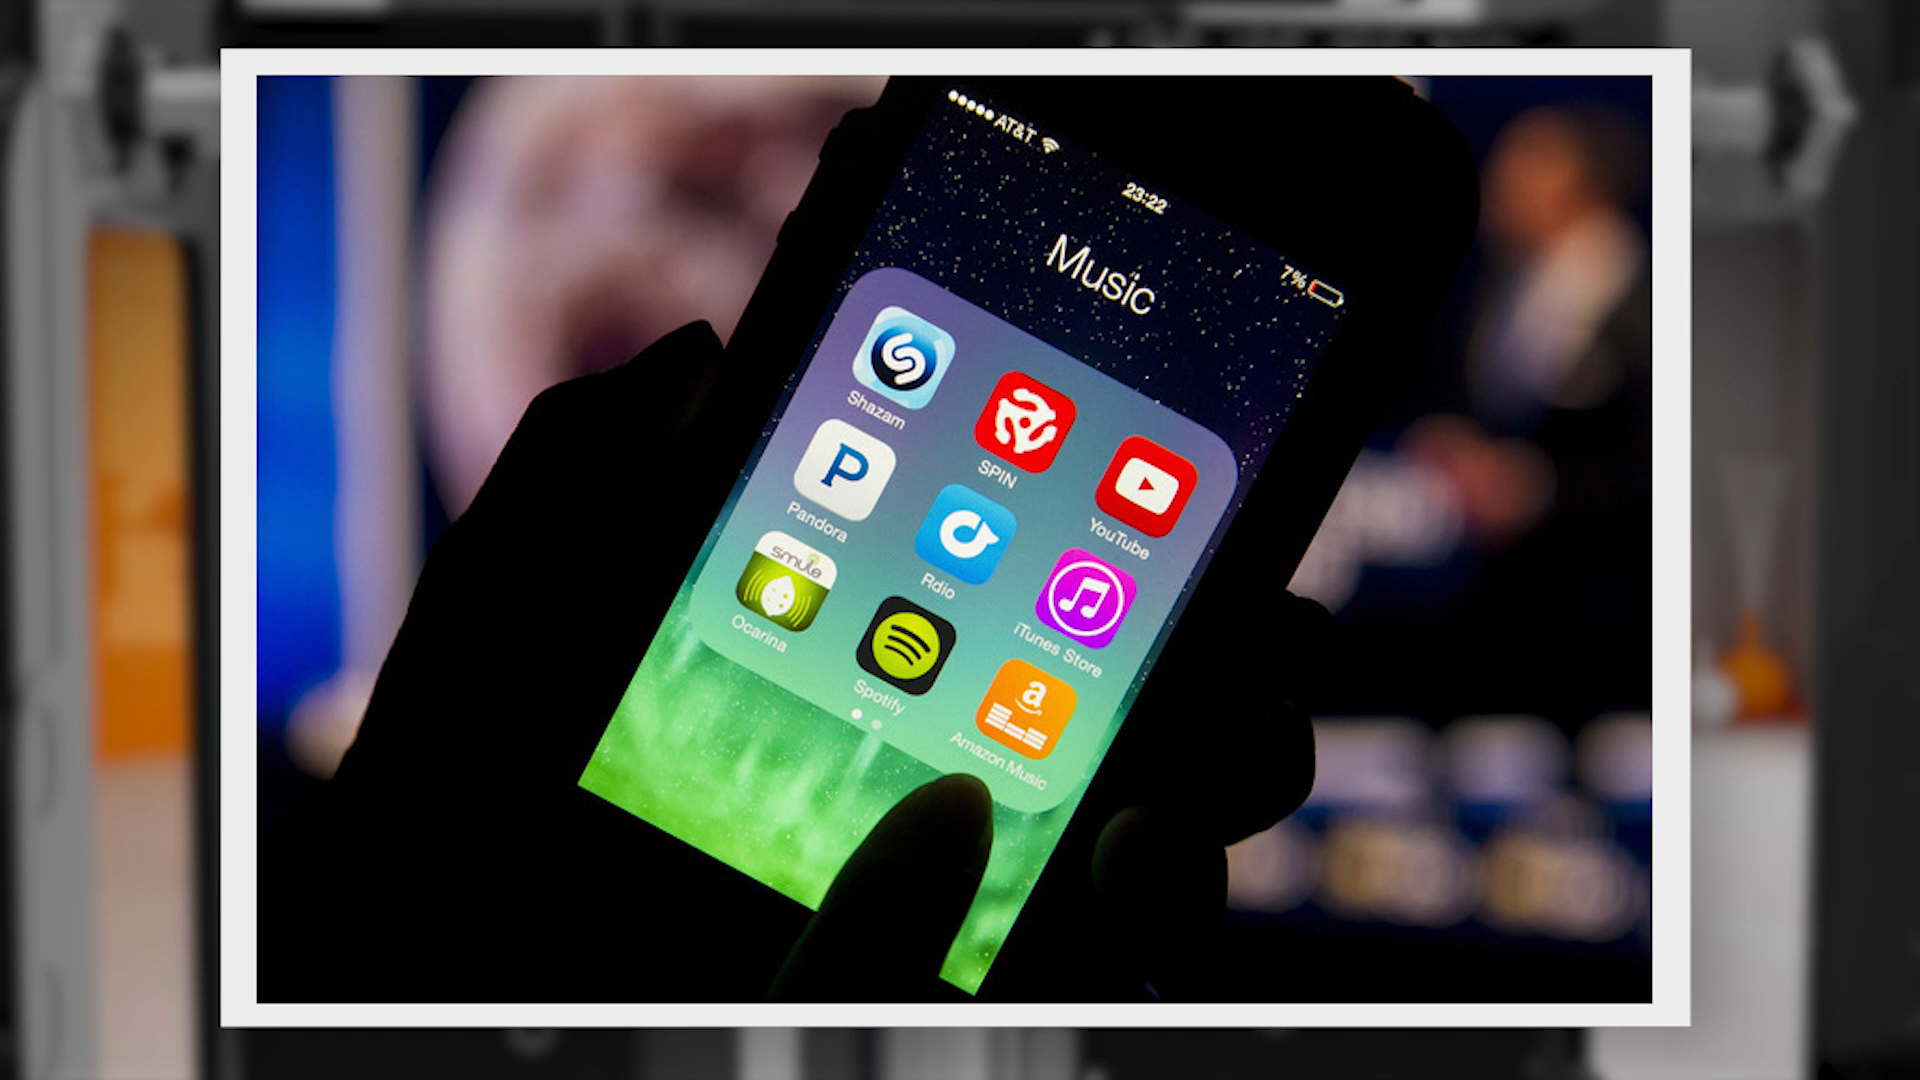 AT&T
23:22
7%
Music
Shazam
SPIN
YouTube
P
Pandora
Rdio
iTunes Store
smule
Ocarina
Spotify
a
Amazon Music